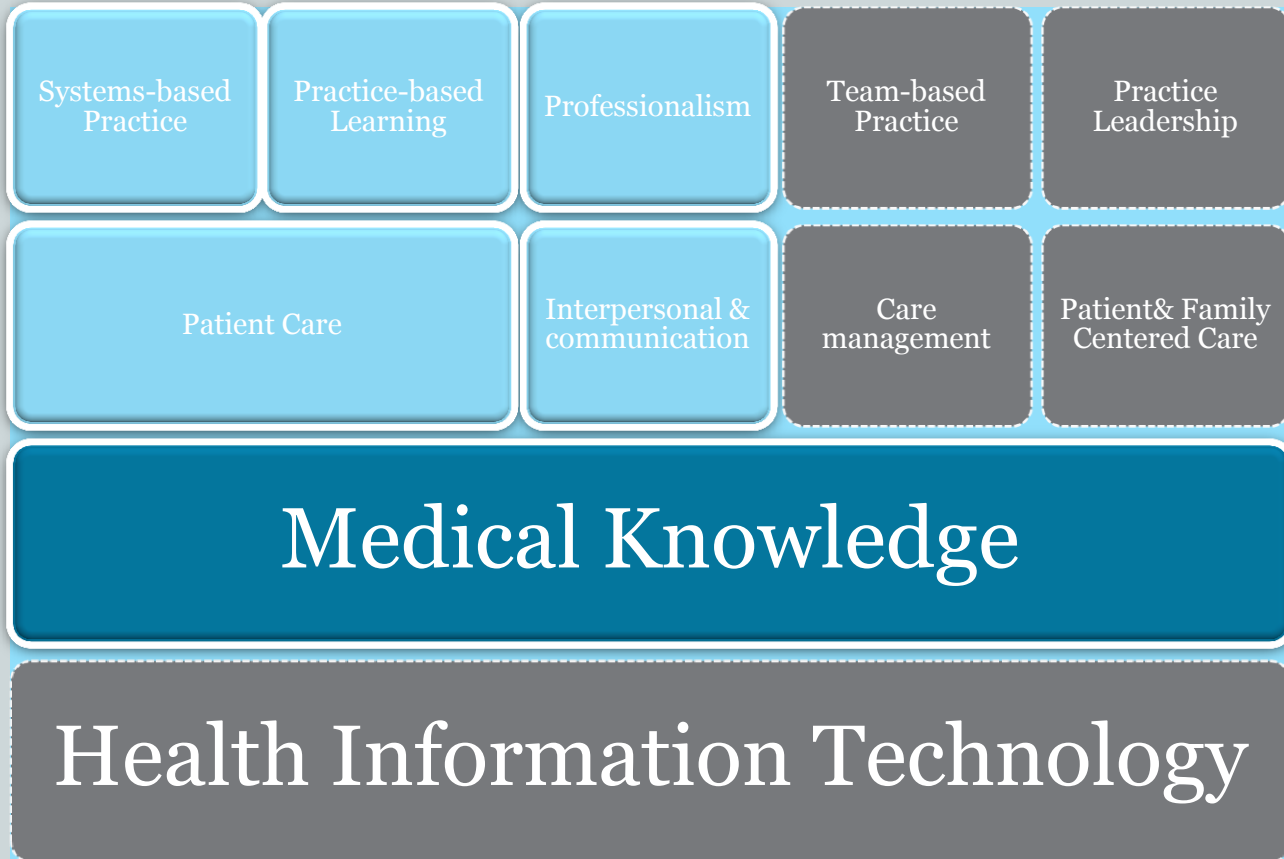 Systems-based
Practice
Practice-based
Learning
Professionalism
Team-based
Practice
Practice
Leadership
Patient Care
Interpersonal &
communication
Care
management
Patient& Family
Centered Care
Medical Knowledge
Health Information Technology